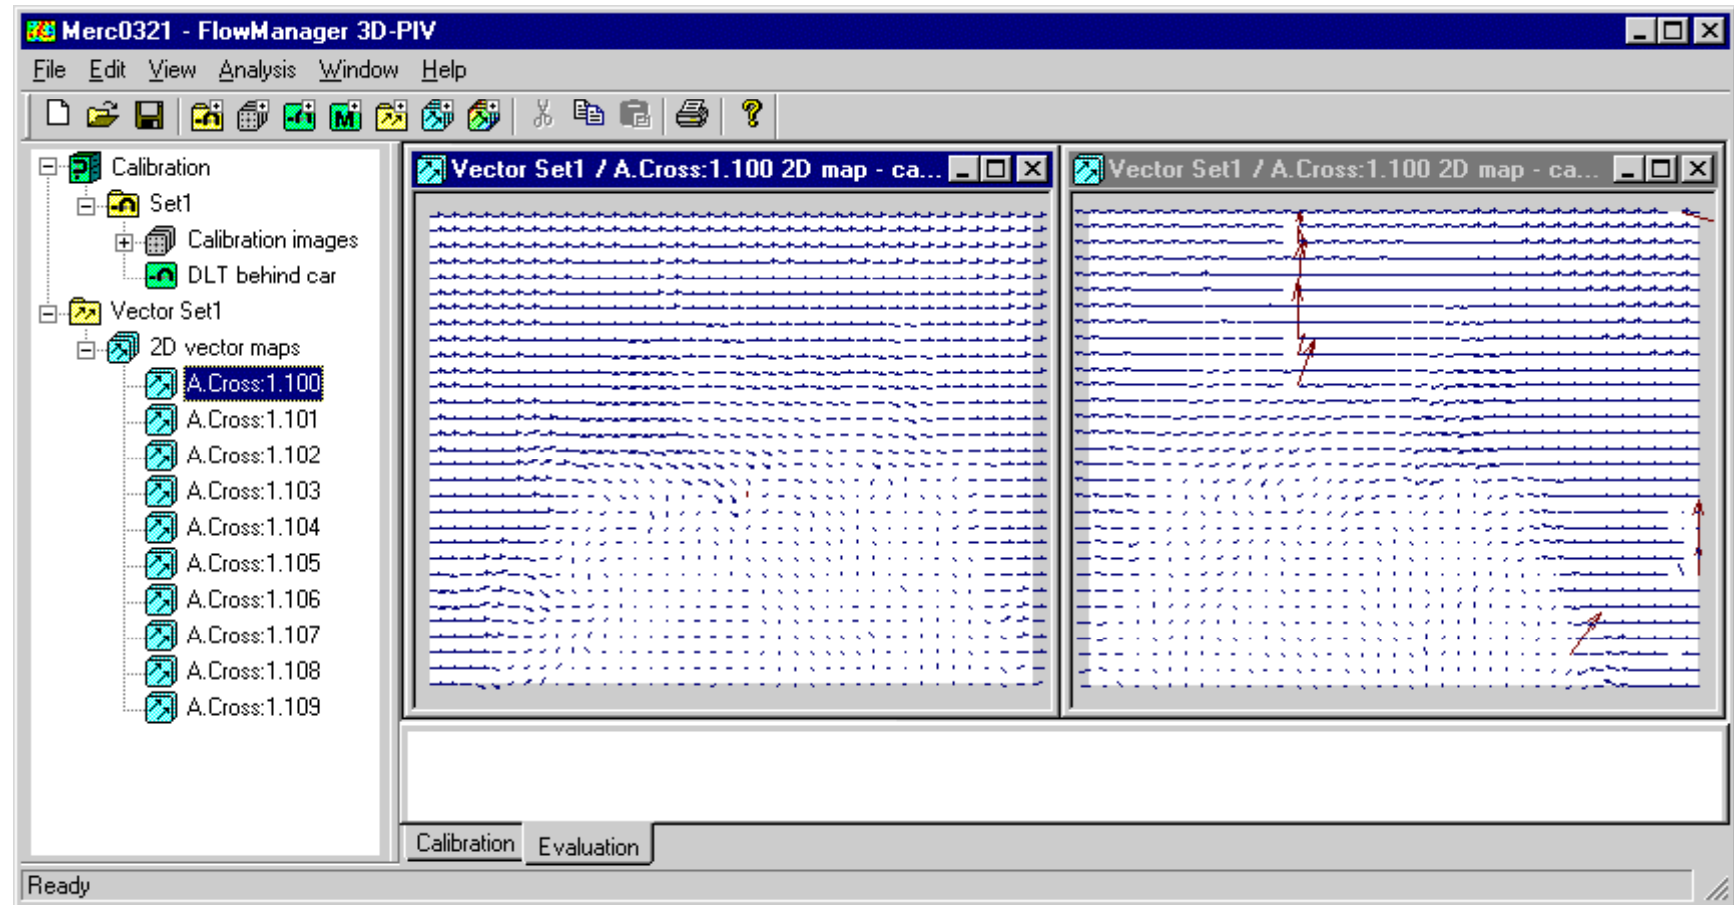 Merc0321 - FlowManager 3D-PIV
File Edit View Analysis Window Help
M
Calibration
Set1
Calibration images
DLT behind car
Vector Set1
2D vector maps
A.Cross:1.100
A.Cross:1.101
A.Cross:1.102
A.Cross:1.103
A.Cross:1.104
A.Cross:1.105
A.Cross:1.106
A.Cross:1.107
A.Cross:1.108
A.Cross:1.109
Vector Set1 / A.Cross:1.100 2D map - ca...
Vector Set1 / A.Cross:1.100 2D map - ca...
Calibration Evaluation
Ready